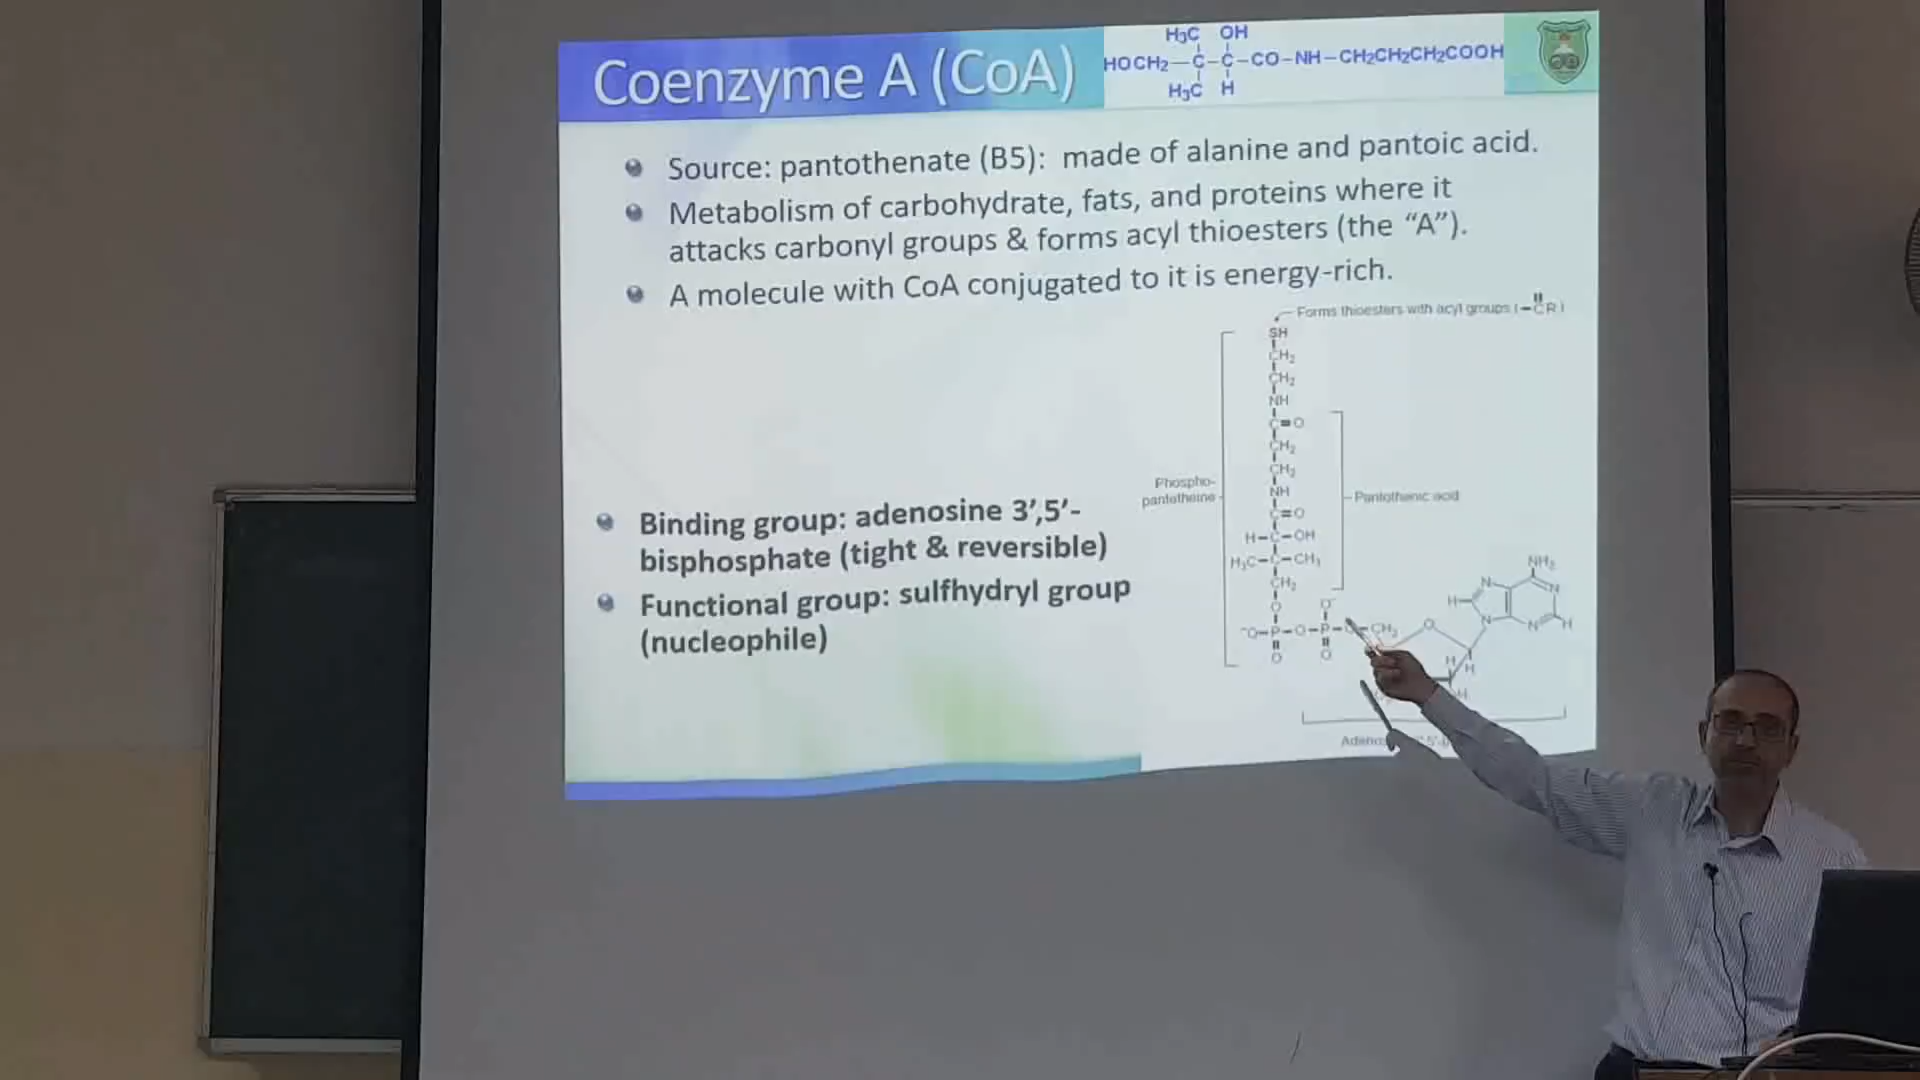 Coenzyme A (CoA)
H₃C OH
HOCH₂—C–C–CO–NH–CH₂CH₂CH₂COOH
H₃C H
Source: pantothenate (B5): made of alanine and pantoic acid.
Metabolism of carbohydrate, fats, and proteins where it
attacks carbonyl groups & forms acyl thioesters (the “A”).
A molecule with CoA conjugated to it is energy-rich.
Forms thioesters with acyl groups (–CR)
SH
CH₂
CH₂
NH
C=O
CH₂
CH₂
NH
C=O
H–C–OH
H₃C–C–CH₃
CH₂
O
O⁻
⁻O–P–O–P–O–CH₂
O
O
Phospho-
pantetheine
Pantothenic acid
NH₂
N
N
H
N
N
H
O
H
H
H
Binding group: adenosine 3’,5’-
bisphosphate (tight & reversible)
Functional group: sulfhydryl group
(nucleophile)